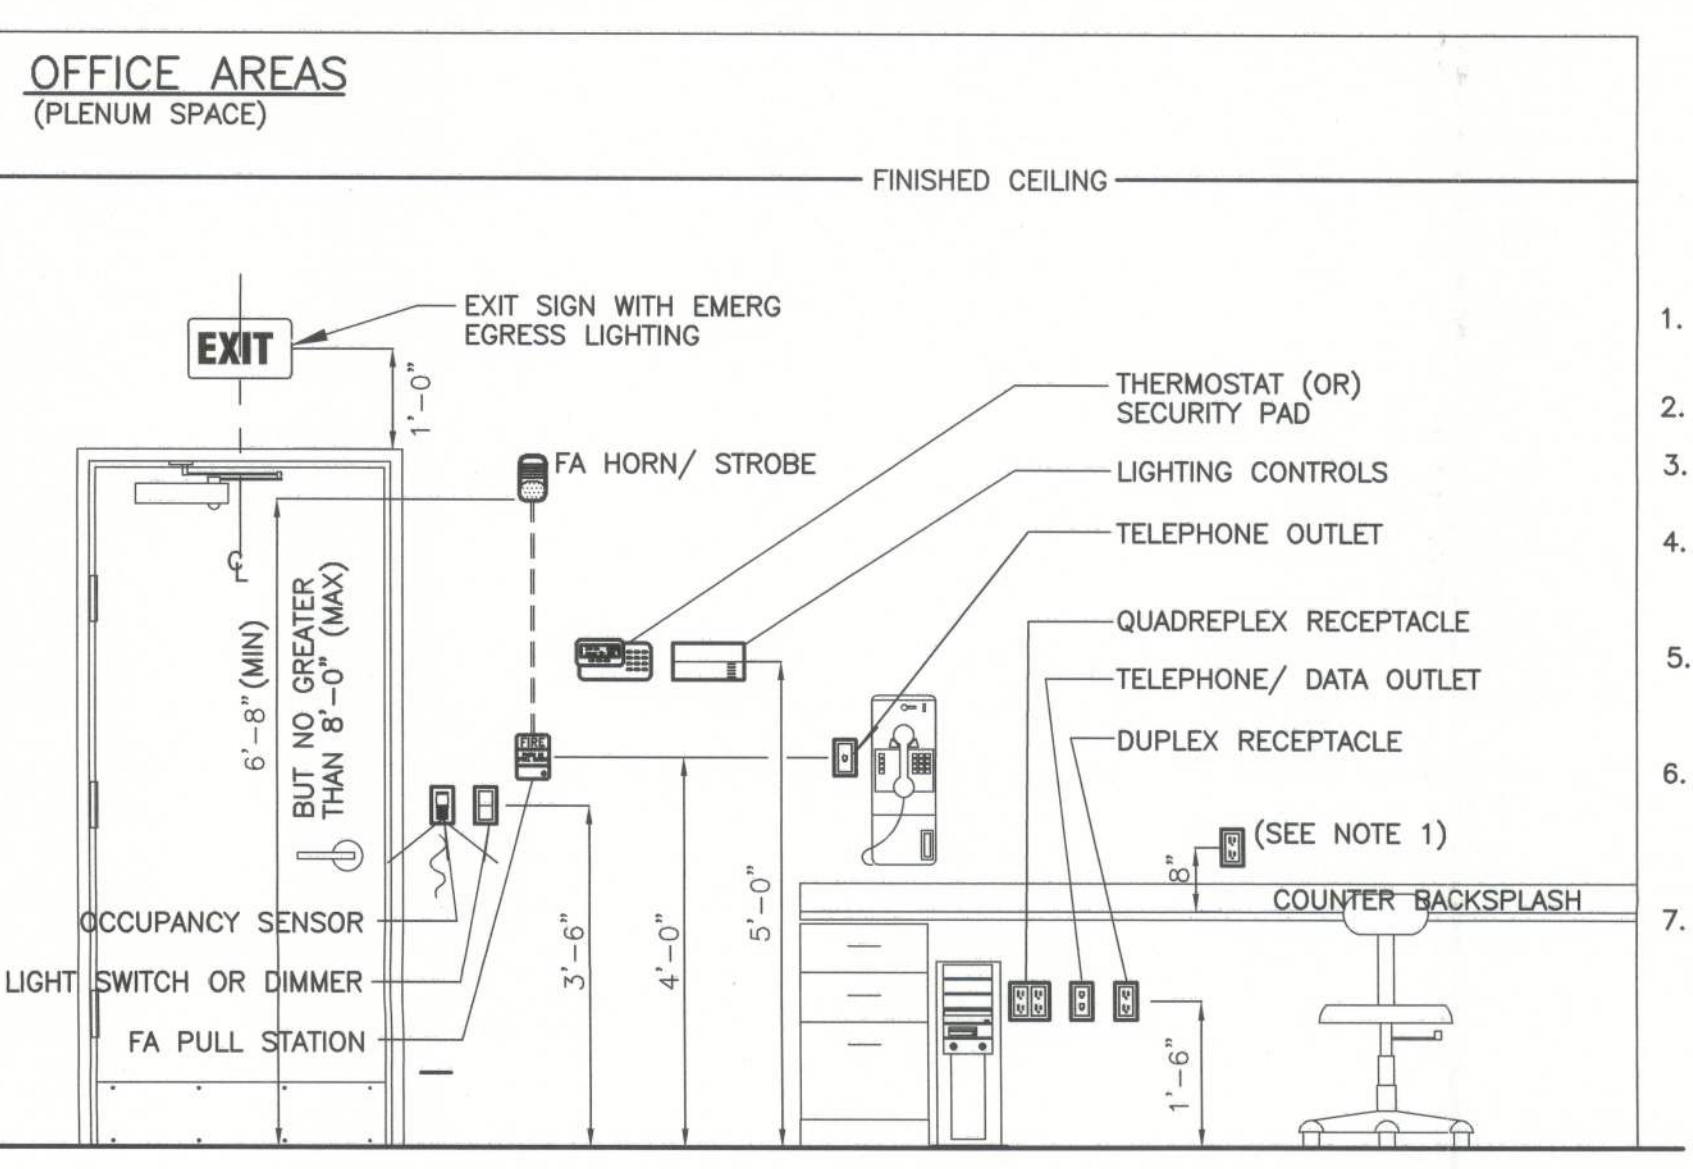 OFFICE AREAS
(PLENUM SPACE)
FINISHED CEILING
EXIT
EXIT SIGN WITH EMERG
EGRESS LIGHTING
1'-0"
THERMOSTAT (OR)
SECURITY PAD
FA HORN/ STROBE
LIGHTING CONTROLS
TELEPHONE OUTLET
QUADREPLEX RECEPTACLE
TELEPHONE/ DATA OUTLET
DUPLEX RECEPTACLE
CL
6'-8" (MIN)
BUT NO GREATER
THAN 8'-0" (MAX)
FIRE
(SEE NOTE 1)
8"
COUNTER BACKSPLASH
OCCUPANCY SENSOR
LIGHT SWITCH OR DIMMER
FA PULL STATION
3'-6"
4'-0"
5'-0"
1'-6"
1.
2.
3.
4.
5.
6.
7.